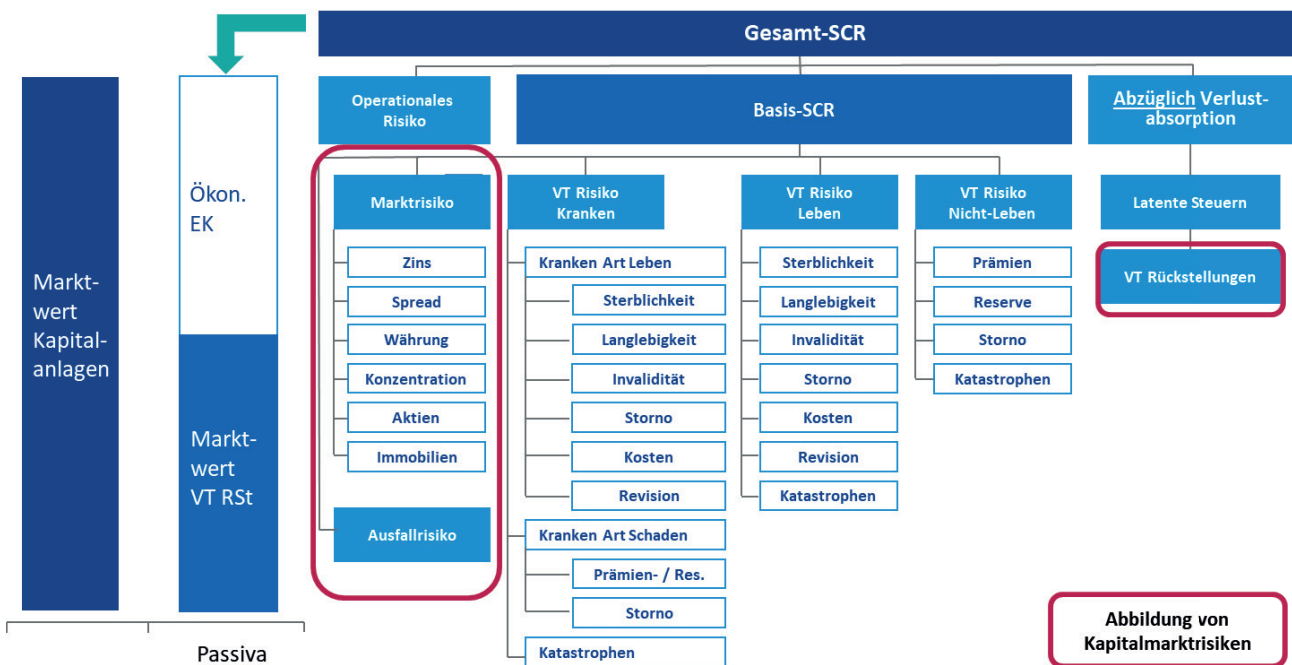 Gesamt-SCR
Operationales
Risiko
Basis-SCR
Abzüglich Verlust-
absorption
Markt-
wert
Kapital-
anlagen
Ökon.
EK
Markt-
wert
VT RSt
Passiva
Marktrisiko
Zins
Spread
Währung
Konzentration
Aktien
Immobilien
Ausfallrisiko
VT Risiko
Kranken
Kranken Art Leben
Sterblichkeit
Langlebigkeit
Invalidität
Storno
Kosten
Revision
Kranken Art Schaden
Prämien- / Res.
Storno
Katastrophen
VT Risiko
Leben
Sterblichkeit
Langlebigkeit
Invalidität
Storno
Kosten
Revision
Katastrophen
VT Risiko
Nicht-Leben
Prämien
Reserve
Storno
Katastrophen
Latente Steuern
VT Rückstellungen
Abbildung von
Kapitalmarktrisiken